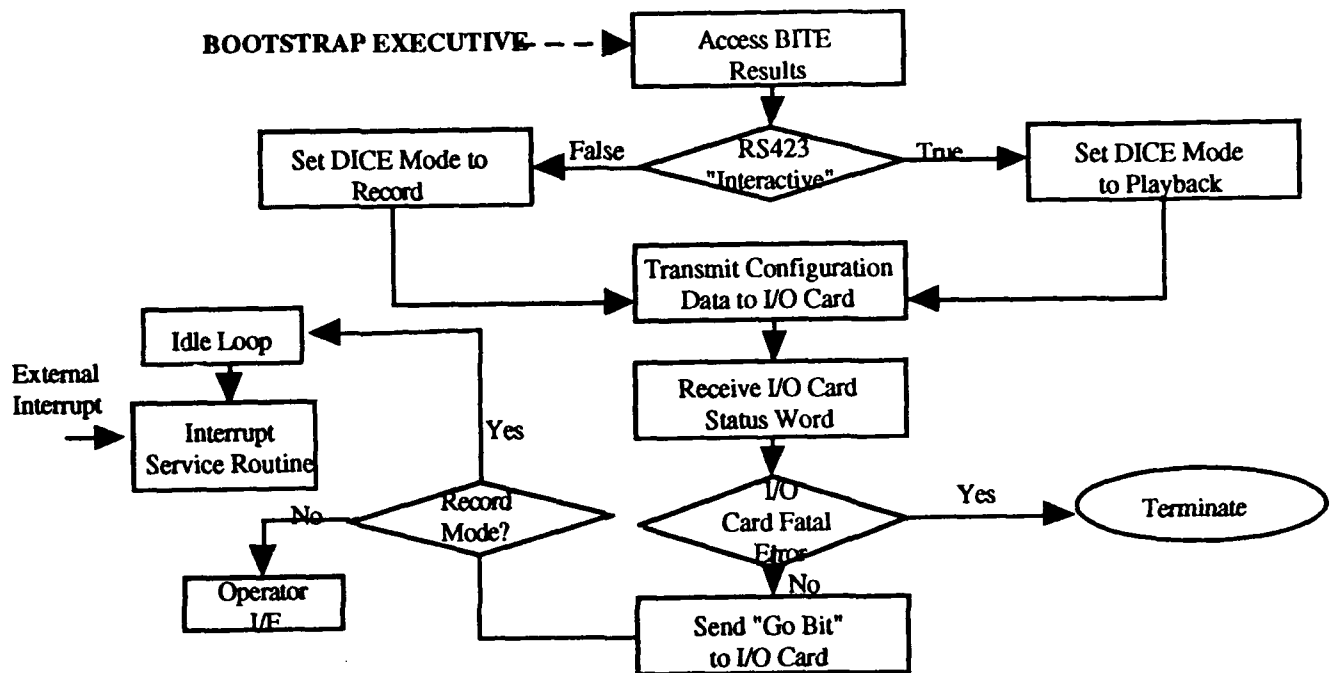 BOOTSTRAP EXECUTIVE
Access BITE
Results
Set DICE Mode to
Record
False
RS423
"Interactive"
True
Set DICE Mode
to Playback
Transmit Configuration
Data to I/O Card
Idle Loop
External
Interrupt
Interrupt
Service Routine
Yes
Receive I/O Card
Status Word
No
Record
Mode?
I/O
Card Fatal
Error
Yes
Terminate
Operator
I/F
No
Send "Go Bit"
to I/O Card